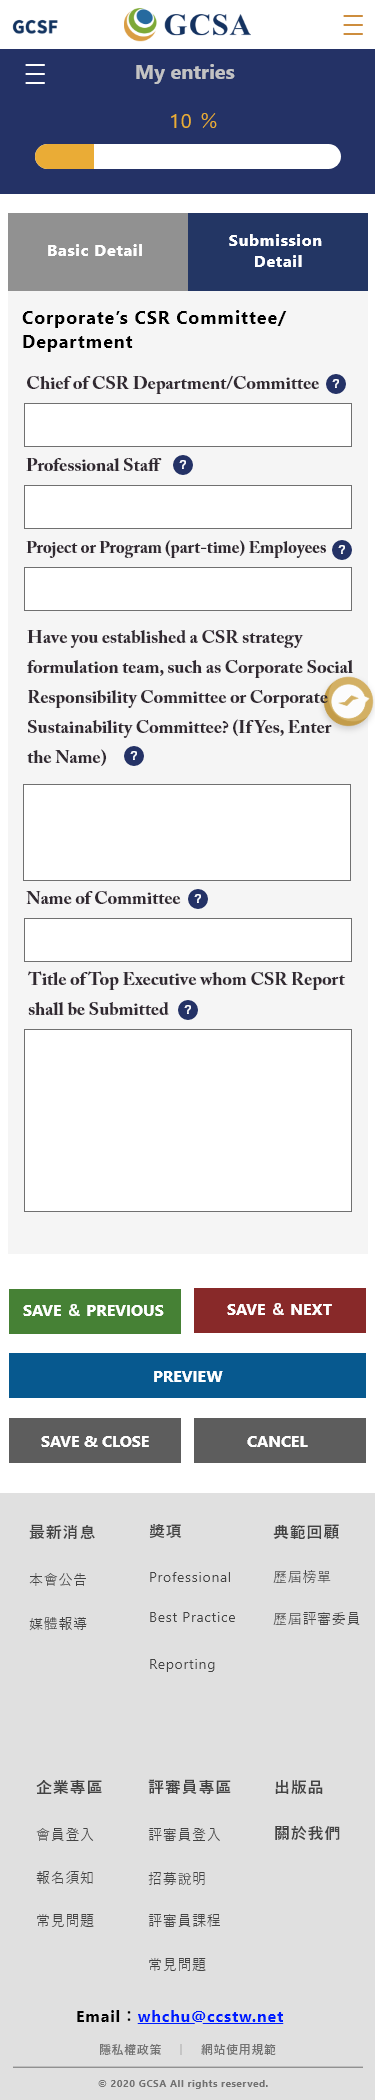 GCSF
GCSA
My entries
10 %
Basic Detail
Submission
Detail
Corporate's CSR Committee/
Department
Chief of CSR Department/Committee ?
Professional Staff ?
Project or Program (part-time) Employees ?
Have you established a CSR strategy
formulation team, such as Corporate Social
Responsibility Committee or Corporate
Sustainability Committee? (If Yes, Enter
the Name) ?
Name of Committee ?
Title of Top Executive whom CSR Report
shall be Submitted ?
SAVE & PREVIOUS
SAVE & NEXT
PREVIEW
SAVE & CLOSE
CANCEL
最新消息
本會公告
媒體報導
獎項
Professional
Best Practice
Reporting
典範回顧
歷屆榜單
歷屆評審委員
企業專區
會員登入
報名須知
常見問題
評審員專區
評審員登入
招募說明
評審員課程
常見問題
出版品
關於我們
Email：whchu@ccstw.net
隱私權政策 | 網站使用規範
© 2020 GCSA All rights reserved.